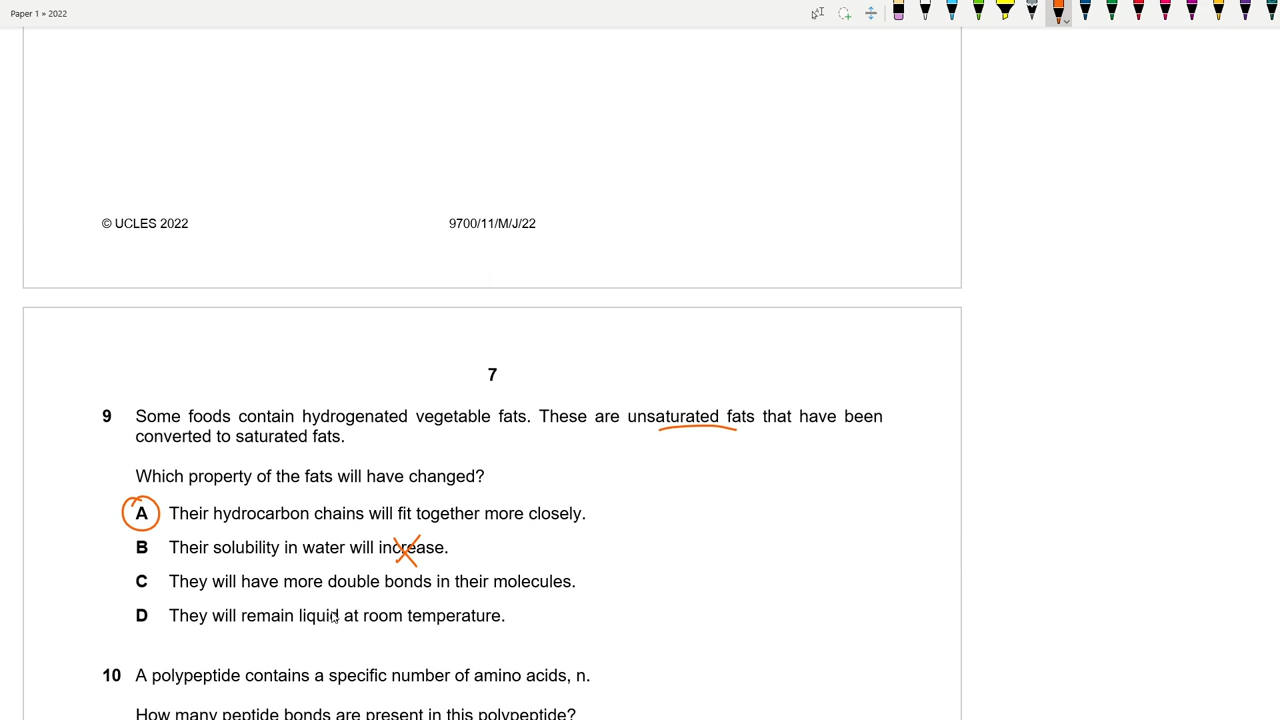 Paper 1 » 2022
© UCLES 2022 9700/11/M/J/22
7
9 Some foods contain hydrogenated vegetable fats. These are unsaturated fats that have been
converted to saturated fats.
Which property of the fats will have changed?
A Their hydrocarbon chains will fit together more closely.
B Their solubility in water will increase.
C They will have more double bonds in their molecules.
D They will remain liquid at room temperature.
10 A polypeptide contains a specific number of amino acids, n.
How many peptide bonds are present in this polypeptide?